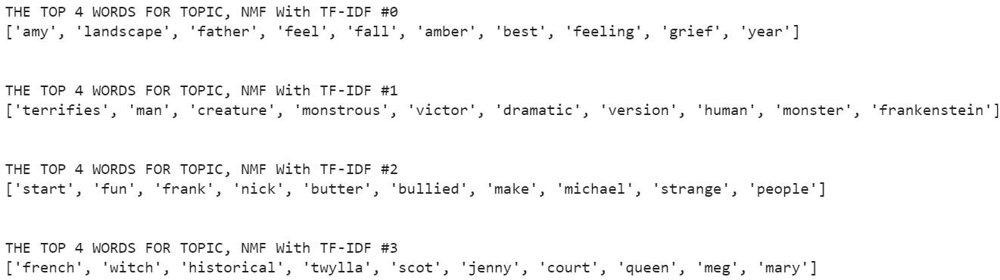 THE TOP 4 WORDS FOR TOPIC, NMF With TF-IDF #0
['amy', 'landscape', 'father', 'feel', 'fall', 'amber', 'best', 'feeling', 'grief', 'year']
THE TOP 4 WORDS FOR TOPIC, NMF With TF-IDF #1
['terrifies', 'man', 'creature', 'monstrous', 'victor', 'dramatic', 'version', 'human', 'monster', 'frankenstein']
THE TOP 4 WORDS FOR TOPIC, NMF With TF-IDF #2
['start', 'fun', 'frank', 'nick', 'butter', 'bullied', 'make', 'michael', 'strange', 'people']
THE TOP 4 WORDS FOR TOPIC, NMF With TF-IDF #3
['french', 'witch', 'historical', 'twylla', 'scot', 'jenny', 'court', 'queen', 'meg', 'mary']